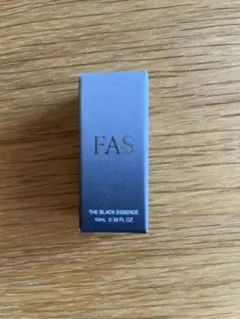 FAS
THE BLACK ESSENCE
10mL 0.33 FL OZ